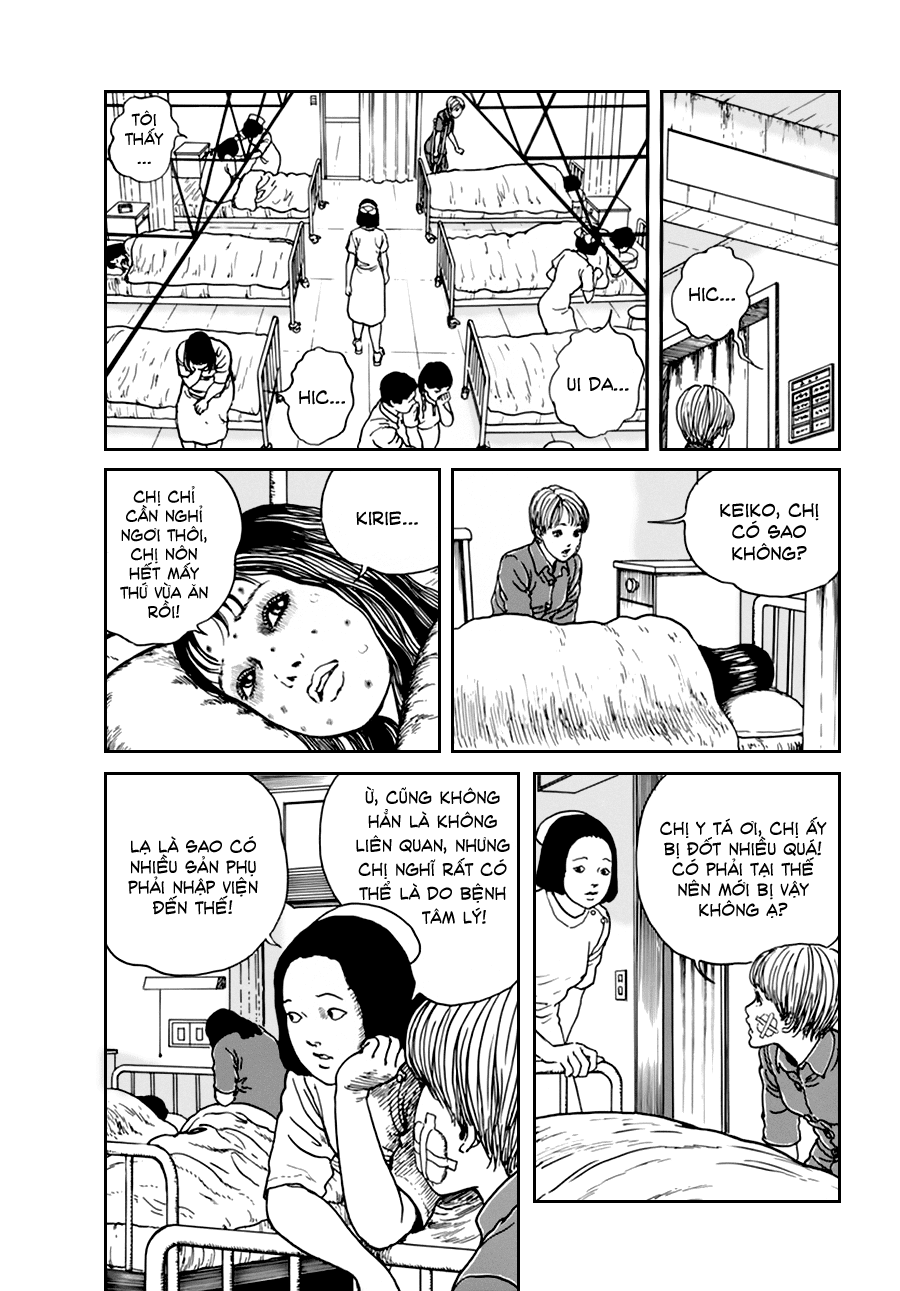 HIC...
TÔI
THẤY
...
UI DA...
HIC...
KEIKO, CHỊ
CÓ SAO
KHÔNG?
KIRIE...
CHỊ CHỈ
CẦN NGHỈ
NGƠI THÔI,
CHỊ NÔN
HẾT MẤY
THỨ VỪA ĂN
RỒI!
CHỊ Y TÁ ƠI, CHỊ ẤY
BỊ ĐỐT NHIỀU QUÁ!
CÓ PHẢI TẠI THẾ
NÊN MỚI BỊ VẬY
KHÔNG Ạ?
Ừ, CŨNG KHÔNG
HẲN LÀ KHÔNG
LIÊN QUAN, NHƯNG
CHỊ NGHĨ RẤT CÓ
THỂ LÀ DO BỆNH
TÂM LÝ!
LẠ LÀ SAO CÓ
NHIỀU SẢN PHỤ
PHẢI NHẬP VIỆN
ĐẾN THẾ!